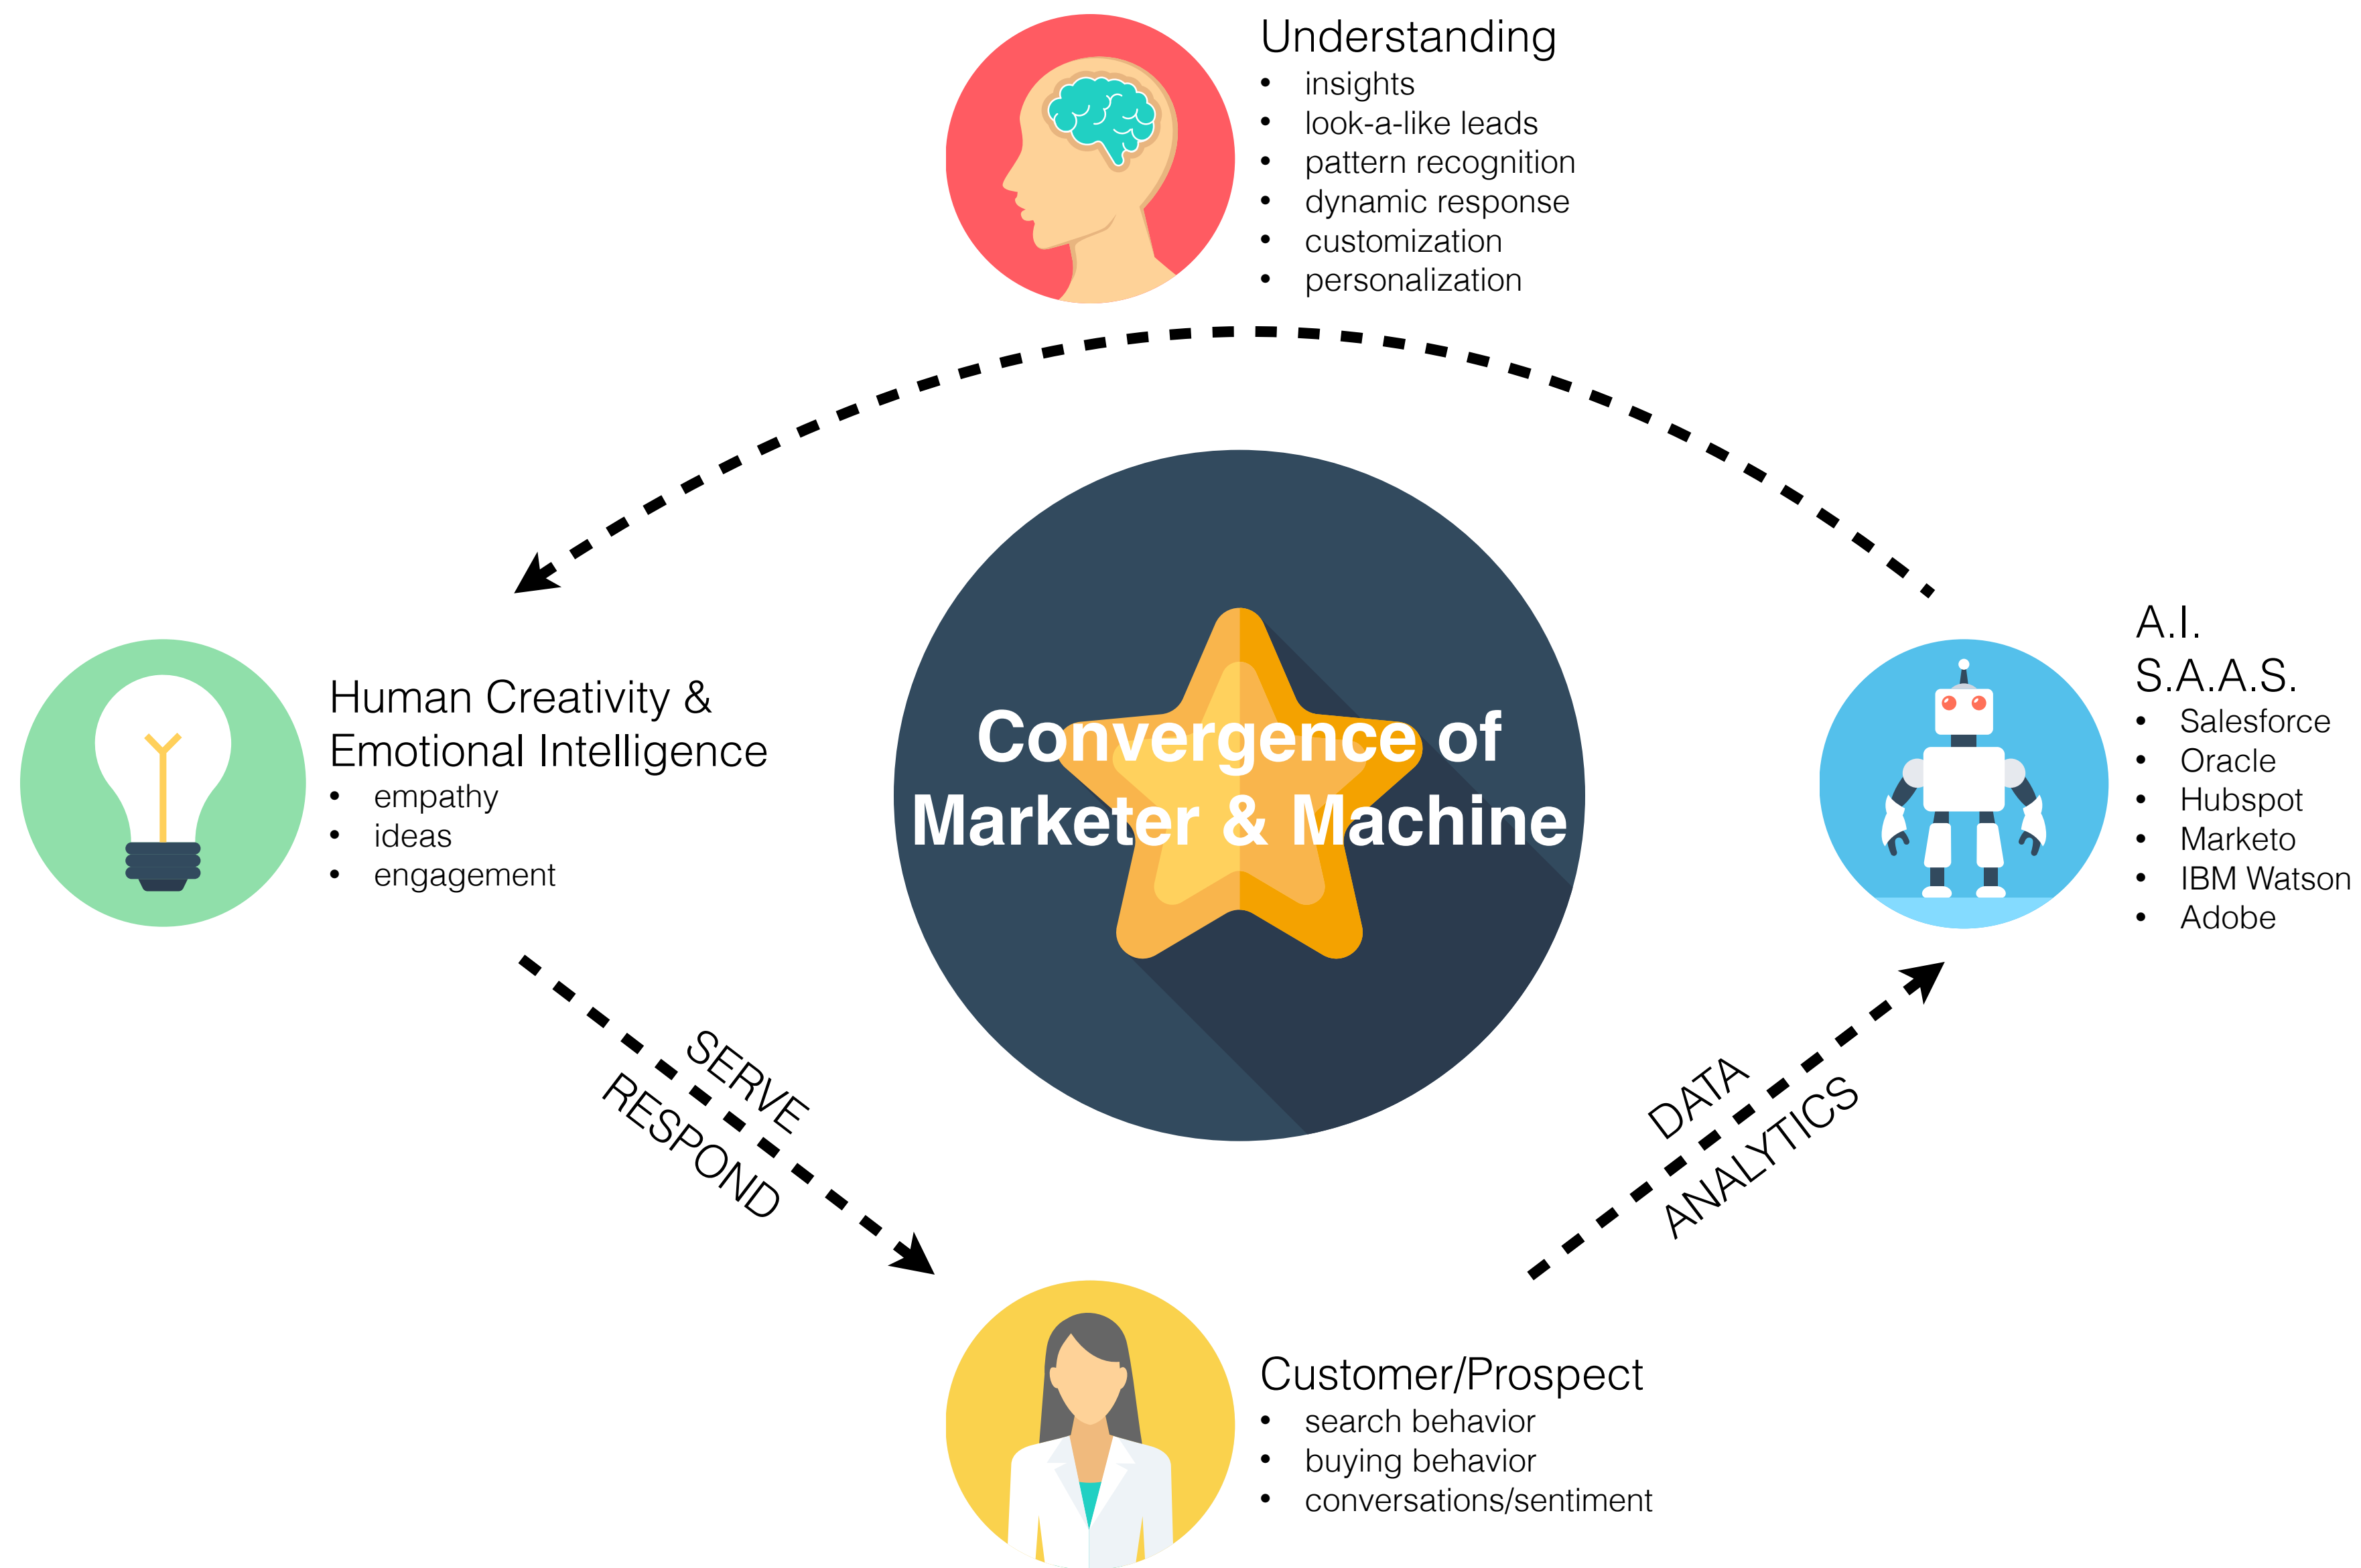 Understanding
• insights
• look-a-like leads
• pattern recognition
• dynamic response
• customization
• personalization
Human Creativity &
Emotional Intelligence
• empathy
• ideas
• engagement
Convergence of
Marketer & Machine
A.I.
S.A.A.S.
• Salesforce
• Oracle
• Hubspot
• Marketo
• IBM Watson
• Adobe
SERVE
RESPOND
DATA
ANALYTICS
Customer/Prospect
• search behavior
• buying behavior
• conversations/sentiment